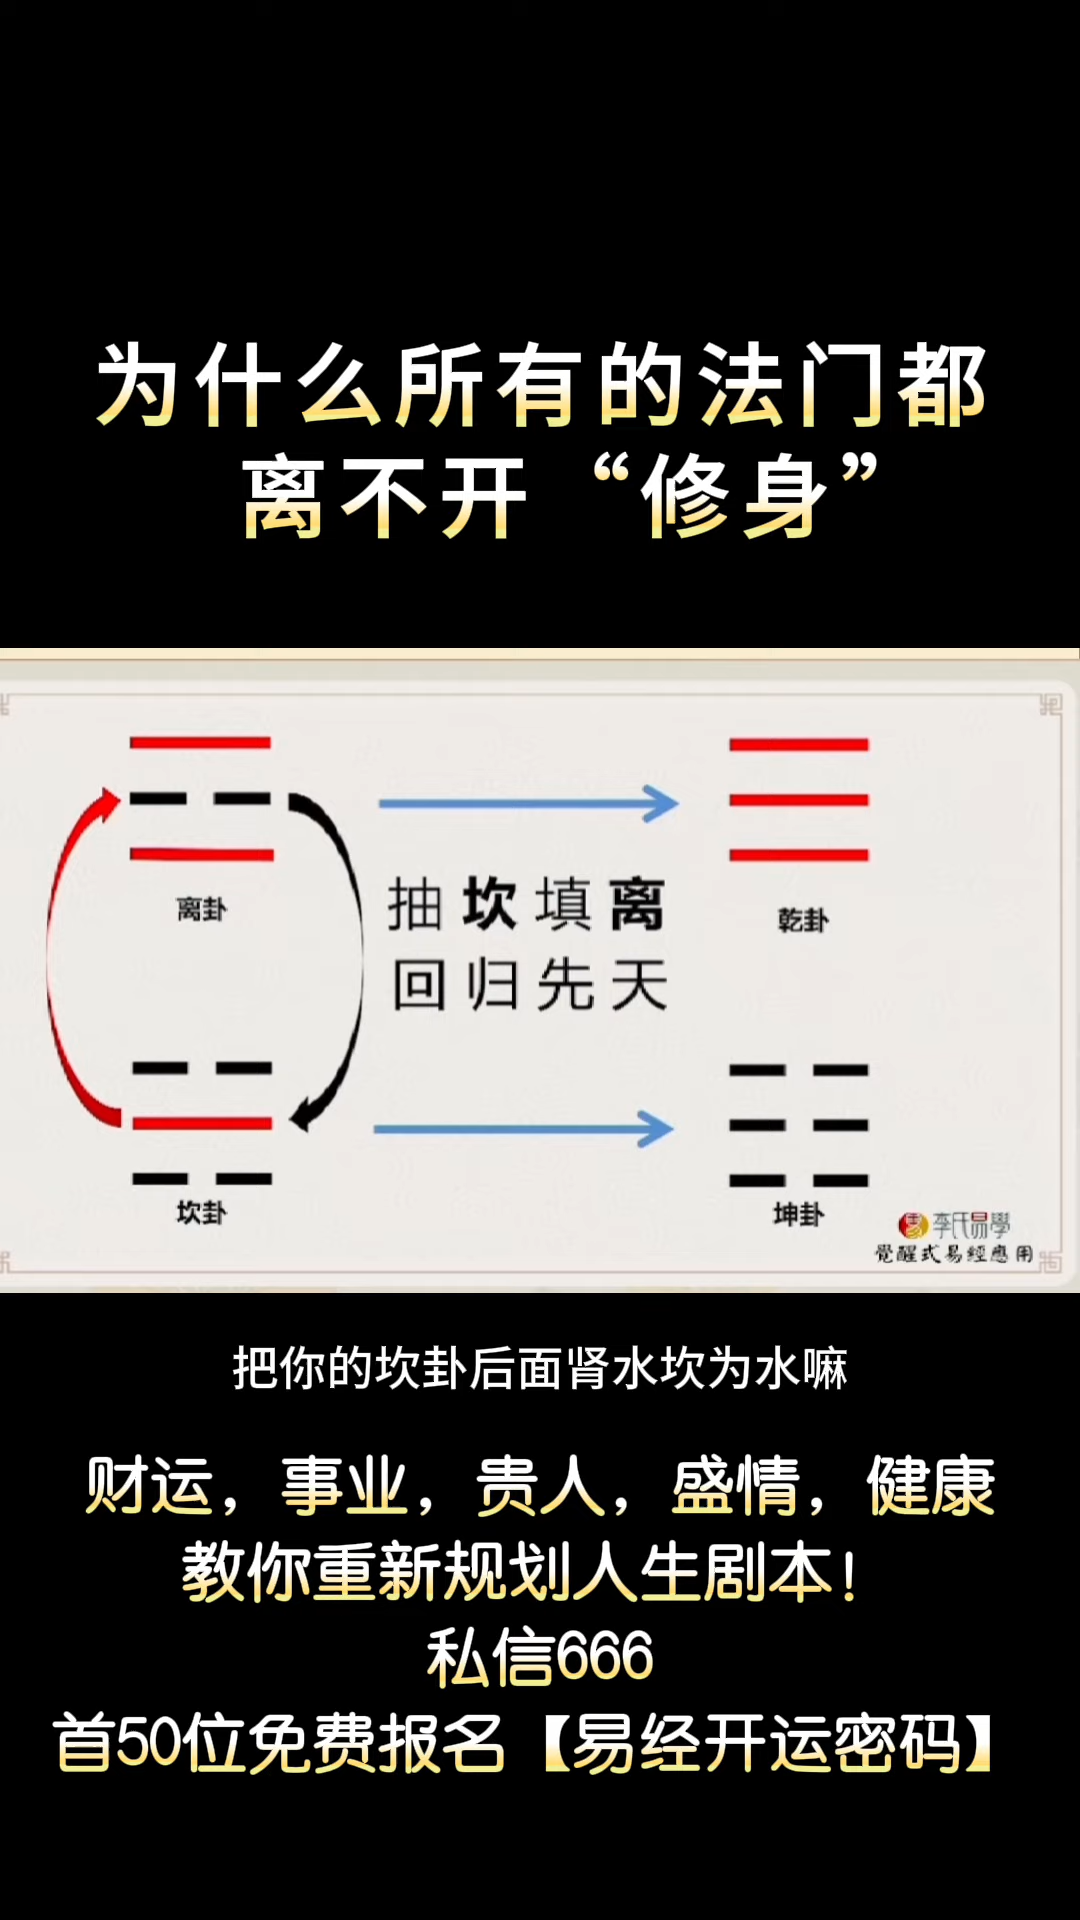 为什么所有的法门都
离不开“修身”
离卦
抽坎填离
回归先天
乾卦
坎卦
坤卦
李氏易學
覺醒式易經應用
把你的坎卦后面肾水坎为水嘛
财运，事业，贵人，盛情，健康
教你重新规划人生剧本！
私信666
首50位免费报名【易经开运密码】